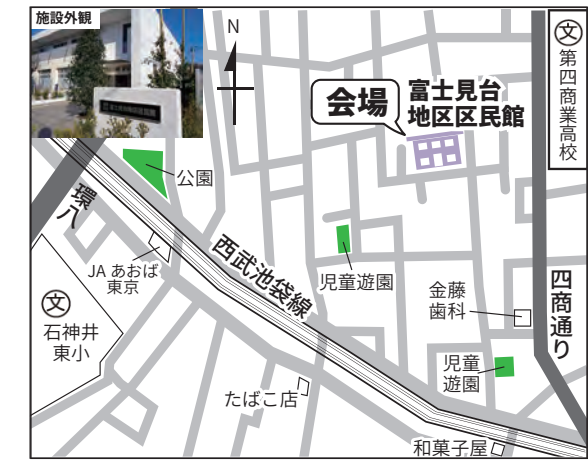 施設外観
N
会場
富士見台
地区区民館
文
第四商業高校
公園
環八
JA あおば
東京
西武池袋線
児童遊園
金藤
歯科
四商通り
文
石神井
東小
児童
遊園
たばこ店
和菓子屋